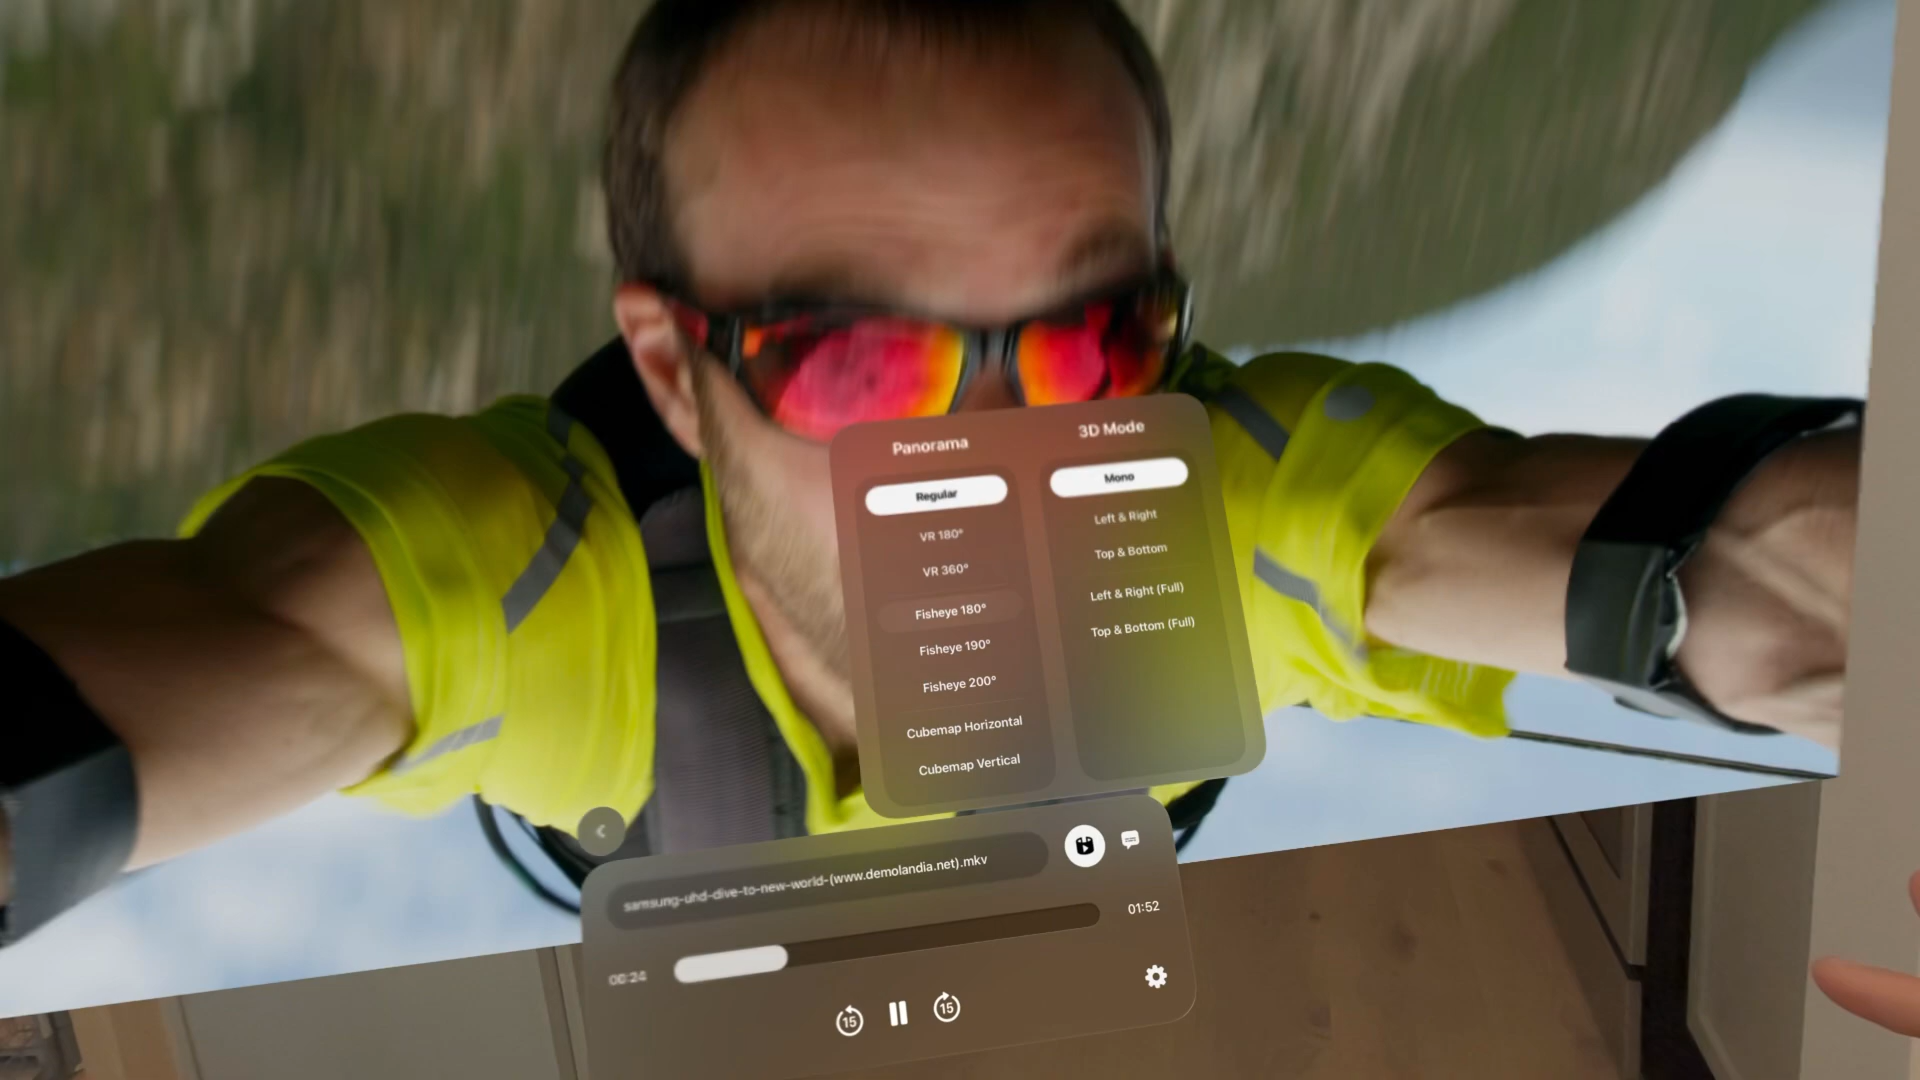 Panorama
Regular
VR 180°
VR 360°
Fisheye 180°
Fisheye 190°
Fisheye 200°
Cubemap Horizontal
Cubemap Vertical
3D Mode
Mono
Left & Right
Top & Bottom
Left & Right (Full)
Top & Bottom (Full)
samsung-uhd-dive-to-new-world-(www.demolandia.net).mkv
00:24
01:52
15
15